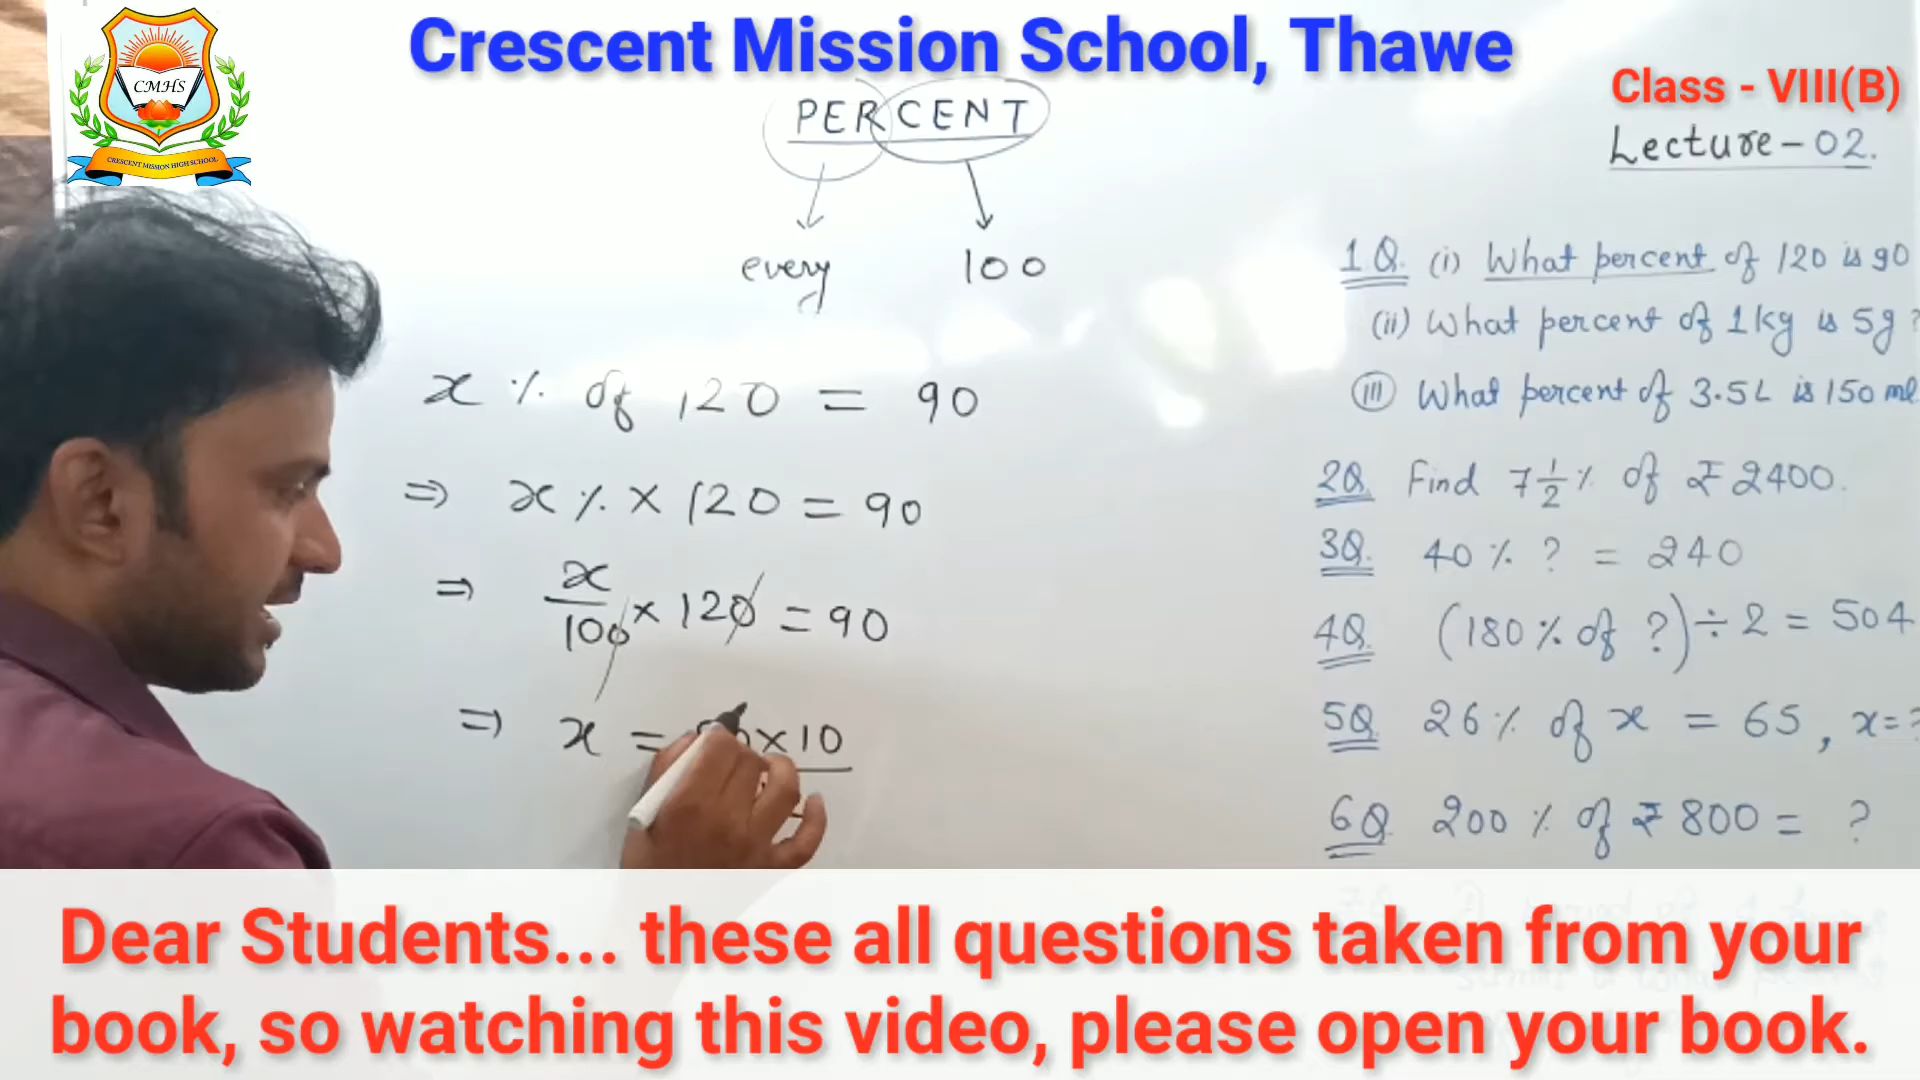 Crescent Mission School, Thawe
CMHS
CRESCENT MISSION HIGH SCHOOL
Class - VIII(B)
Lecture - 02.
PERCENT
every 100
x % of 120 = 90
⇒ x % × 120 = 90
⇒ x/100 × 120 = 90
⇒ x = × 10
1Q. (i) What percent of 120 is 90
(ii) What percent of 1kg is 5g ?
(iii) What percent of 3.5L is 150 ml
2Q. Find 7 1/2 % of ₹ 2400.
3Q. 40 % ? = 240
4Q. (180 % of ?) ÷ 2 = 504
5Q. 26 % of x = 65, x = ?
6Q. 200 % of ₹ 800 = ?
Dear Students... these all questions taken from your
book, so watching this video, please open your book.